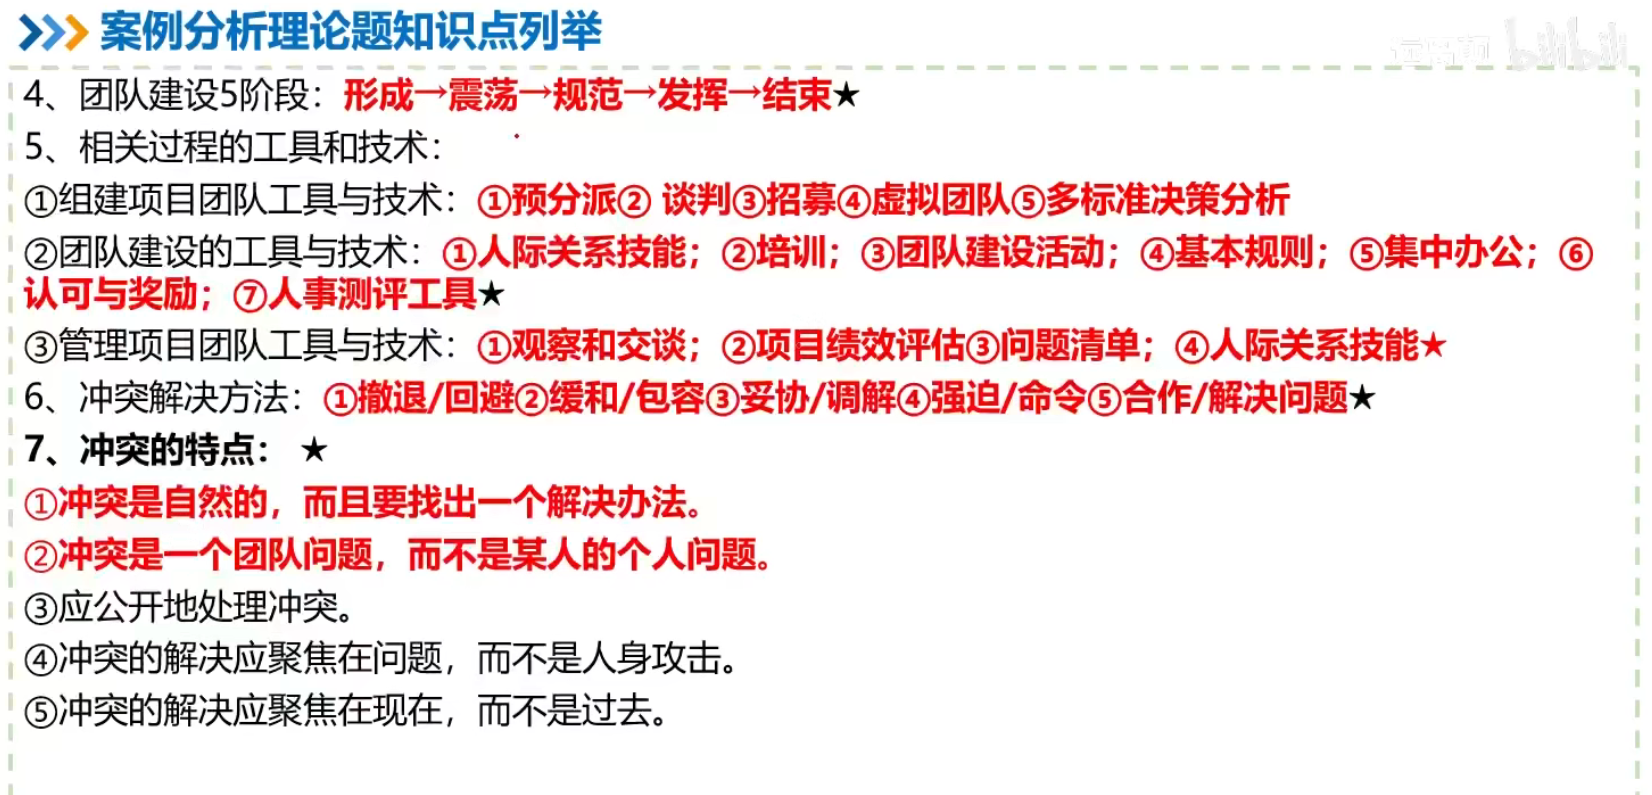 案例分析理论题知识点列举
bilibili
4、团队建设5阶段：形成→震荡→规范→发挥→结束★
5、相关过程的工具和技术：
①组建项目团队工具与技术：①预分派② 谈判③招募④虚拟团队⑤多标准决策分析
②团队建设的工具与技术：①人际关系技能；②培训；③团队建设活动；④基本规则；⑤集中办公；⑥
认可与奖励；⑦人事测评工具★
③管理项目团队工具与技术：①观察和交谈；②项目绩效评估③问题清单；④人际关系技能★
6、冲突解决方法：①撤退/回避②缓和/包容③妥协/调解④强迫/命令⑤合作/解决问题★
7、冲突的特点： ★
①冲突是自然的，而且要找出一个解决办法。
②冲突是一个团队问题，而不是某人的个人问题。
③应公开地处理冲突。
④冲突的解决应聚焦在问题，而不是人身攻击。
⑤冲突的解决应聚焦在现在，而不是过去。